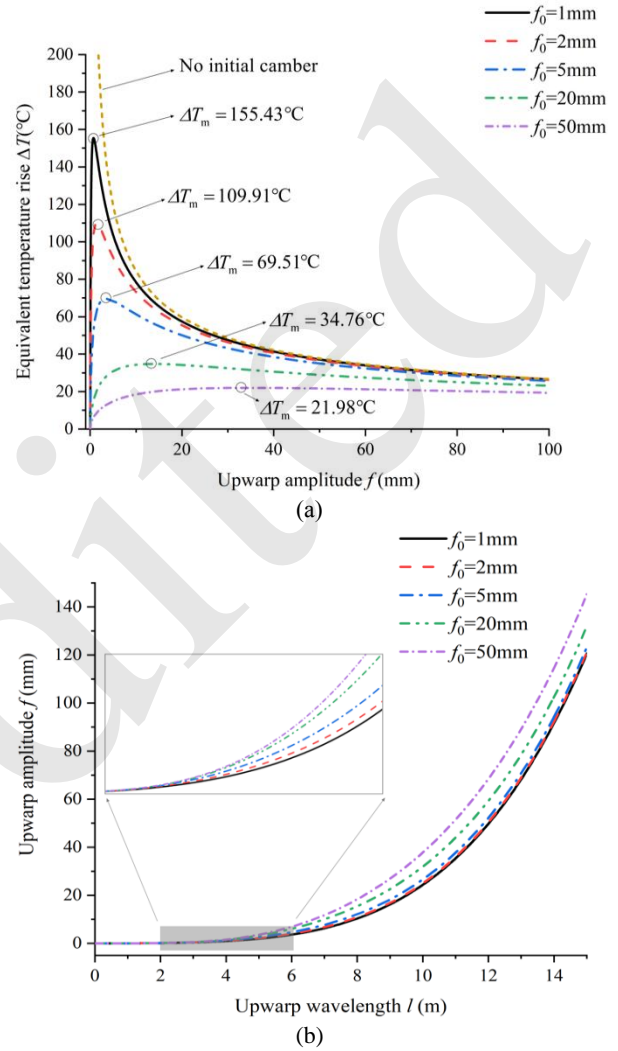 f₀=1mm
f₀=2mm
f₀=5mm
f₀=20mm
f₀=50mm
200
180
160
140
120
100
80
60
40
20
0
Equivalent temperature rise ΔT(°C)
No initial camber
ΔTₘ = 155.43°C
ΔTₘ = 109.91°C
ΔTₘ = 69.51°C
ΔTₘ = 34.76°C
ΔTₘ = 21.98°C
0 20 40 60 80 100
Upwarp amplitude f (mm)
(a)
f₀=1mm
f₀=2mm
f₀=5mm
f₀=20mm
f₀=50mm
140
120
100
80
60
40
20
0
Upwarp amplitude f (mm)
0 2 4 6 8 10 12 14
Upwarp wavelength l (m)
(b)